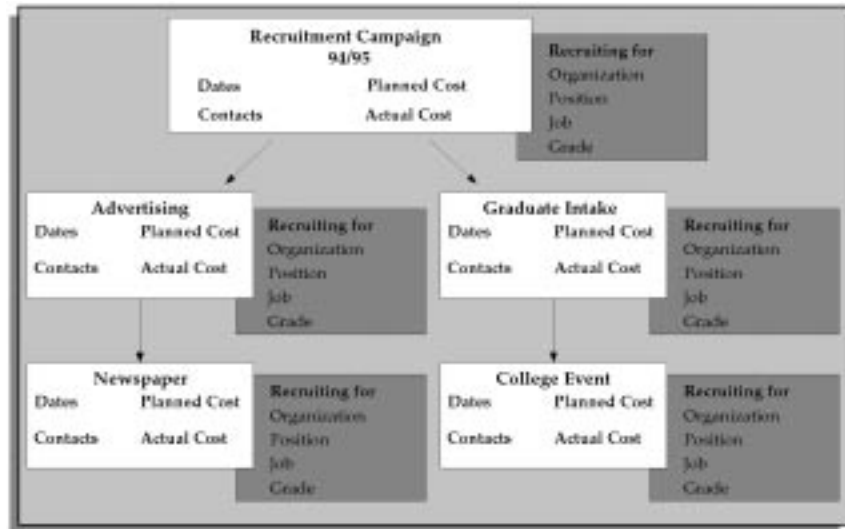 Recruitment Campaign
94/95
Dates Planned Cost
Contacts Actual Cost
Recruiting for
Organization
Position
Job
Grade
Advertising
Dates Planned Cost
Contacts Actual Cost
Recruiting for
Organization
Position
Job
Grade
Graduate Intake
Dates Planned Cost
Contacts Actual Cost
Recruiting for
Organization
Position
Job
Grade
Newspaper
Dates Planned Cost
Contacts Actual Cost
Recruiting for
Organization
Position
Job
Grade
College Event
Dates Planned Cost
Contacts Actual Cost
Recruiting for
Organization
Position
Job
Grade